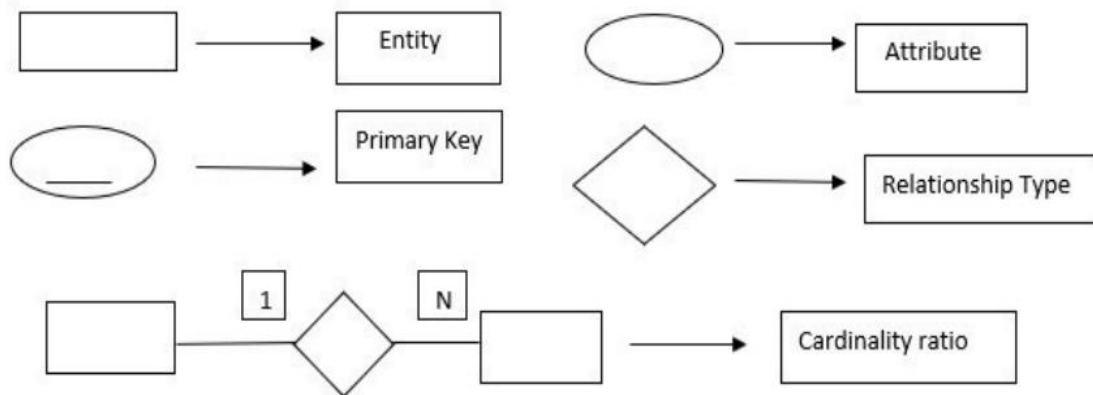 Entity
Attribute
Primary Key
Relationship Type
1
N
Cardinality ratio